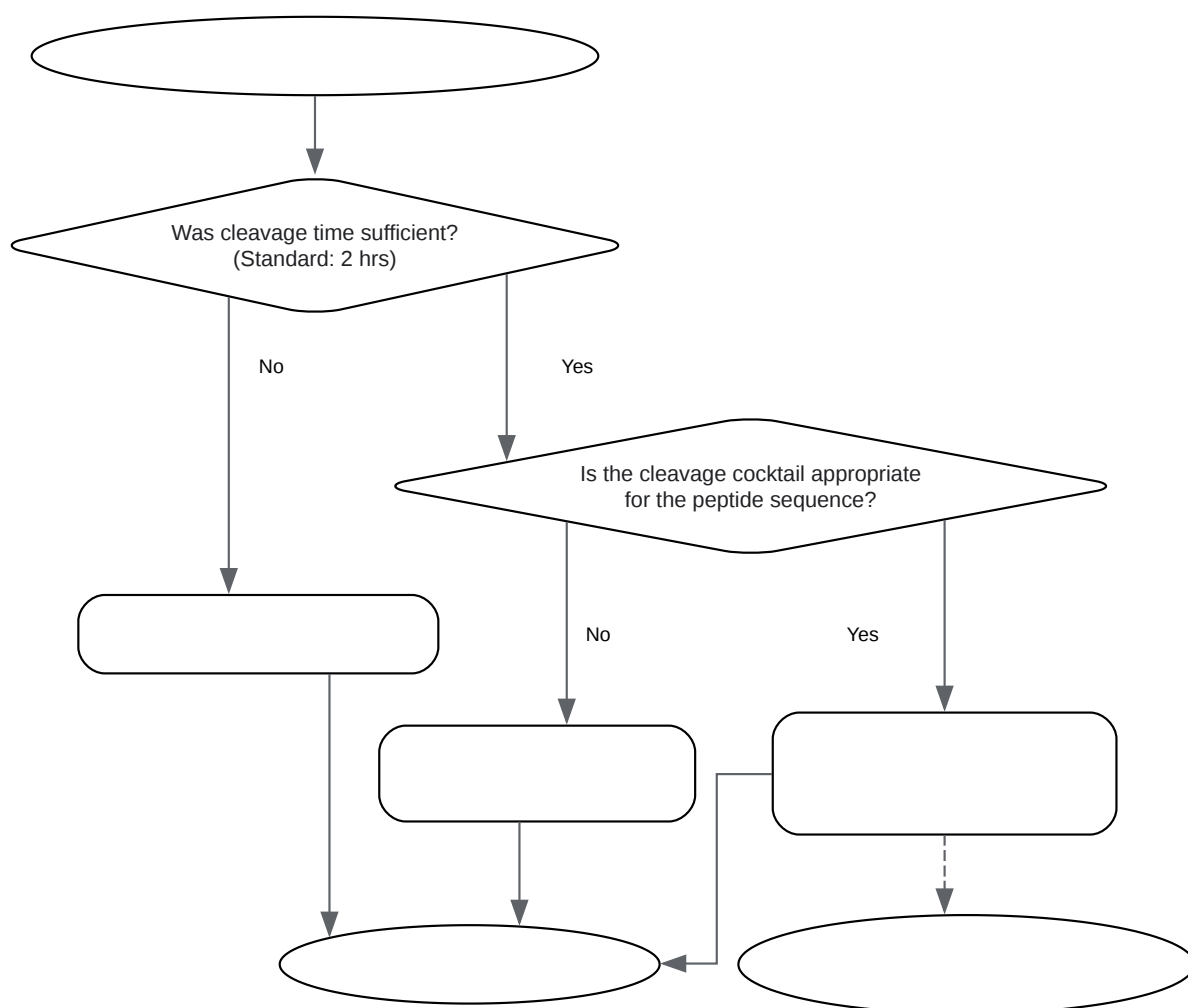 Was cleavage time sufficient?
(Standard: 2 hrs)
No
Yes
Is the cleavage cocktail appropriate
for the peptide sequence?
No
Yes